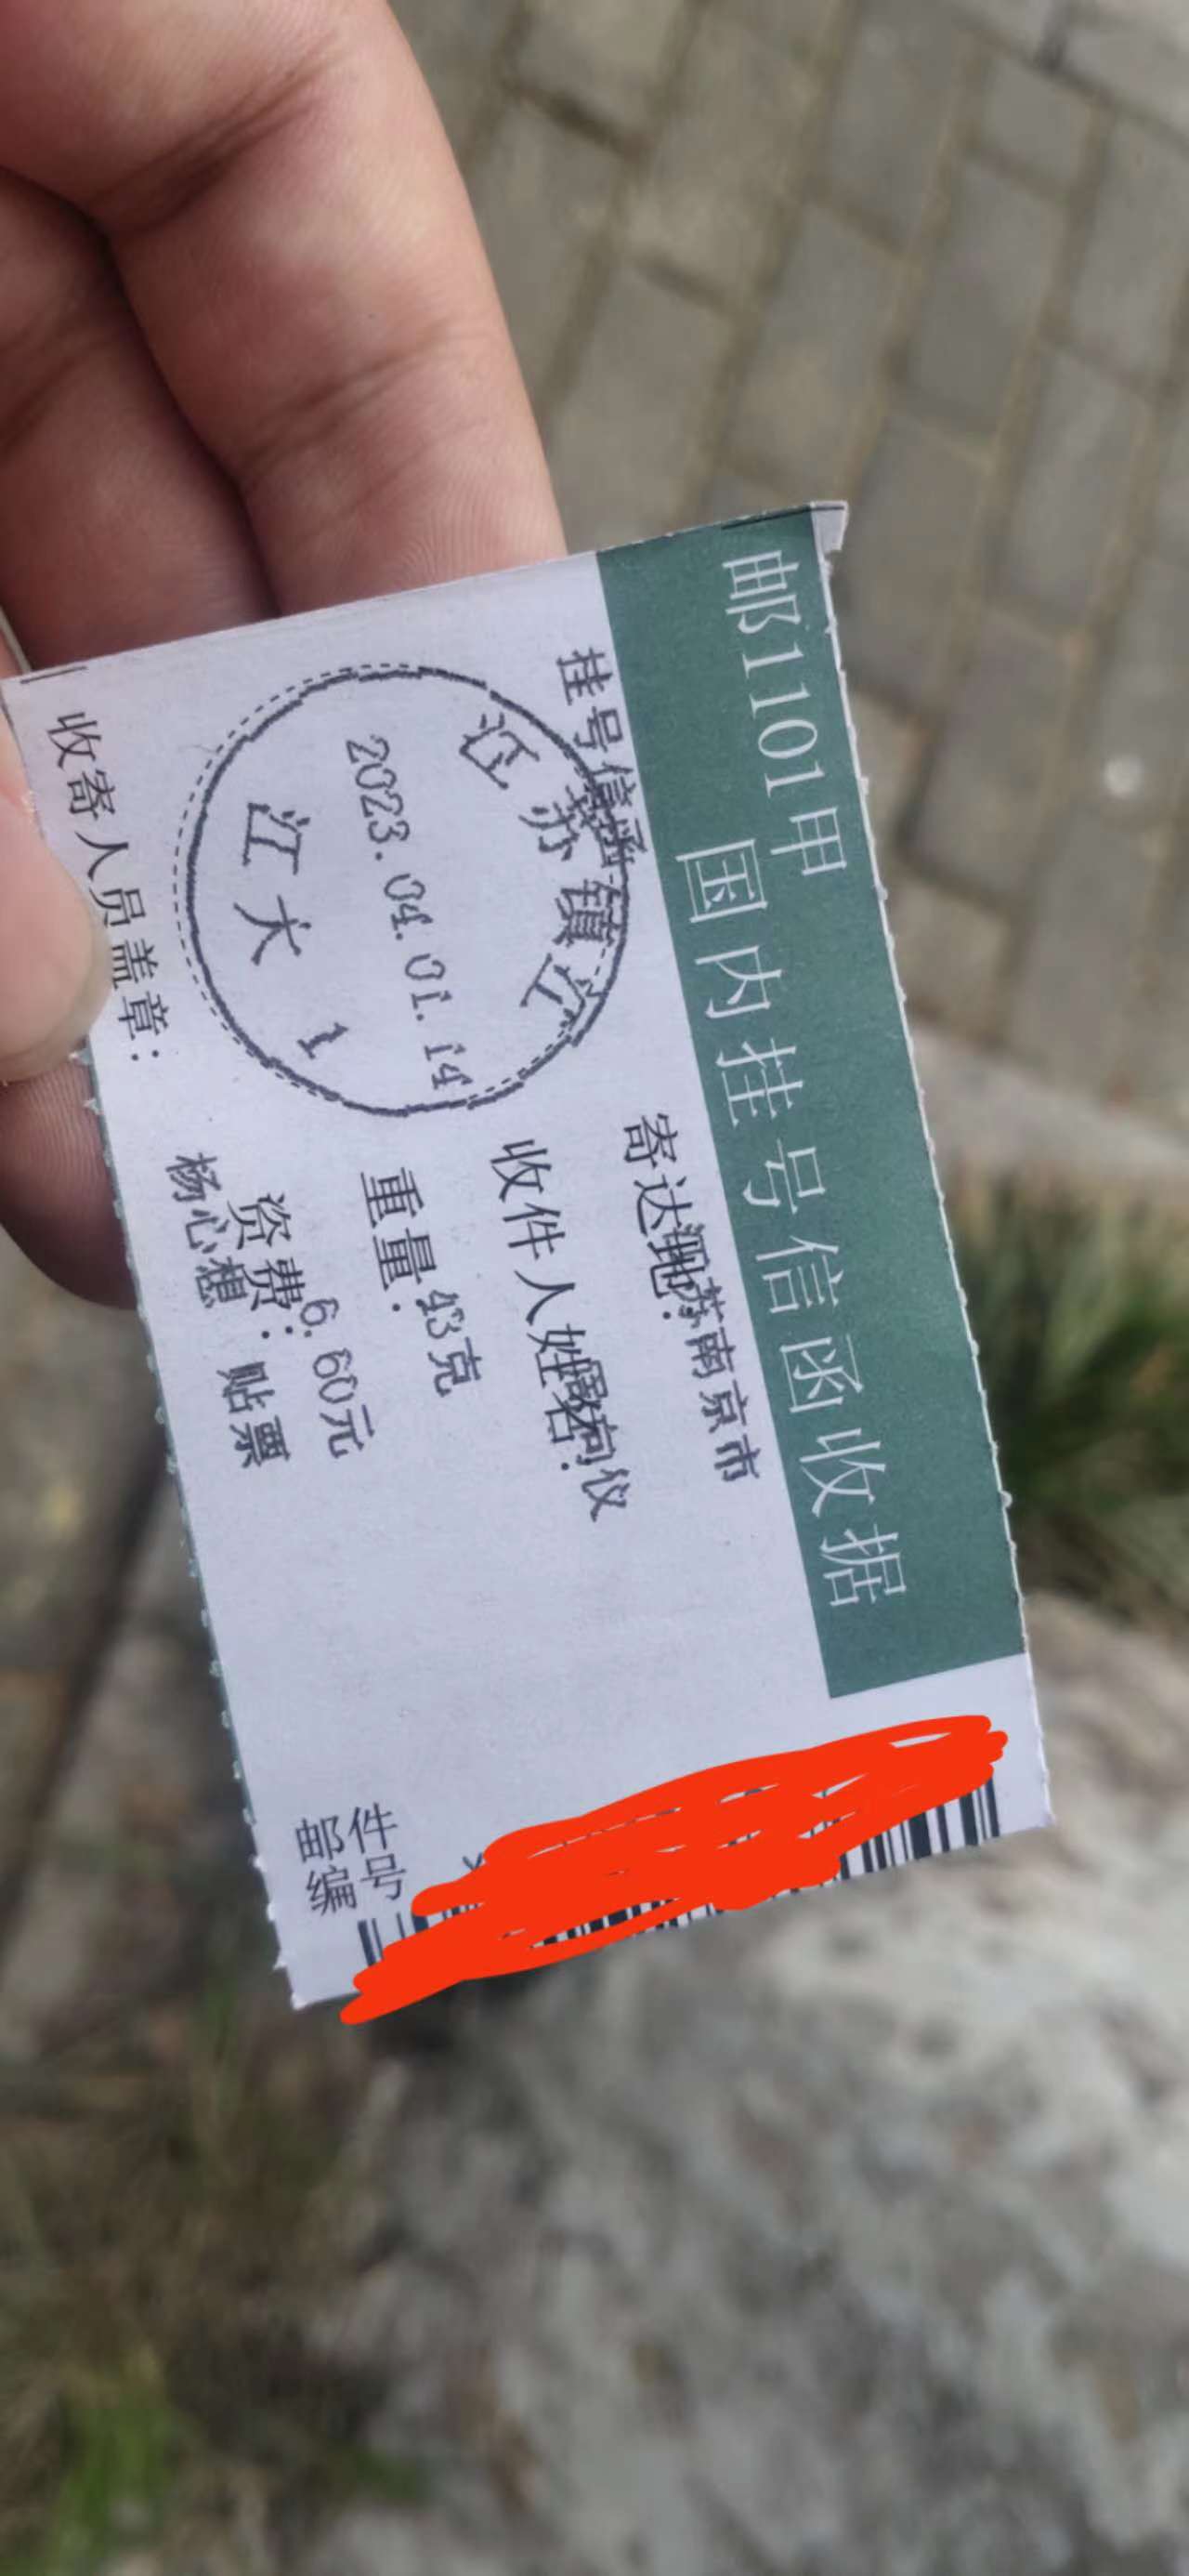 邮1101甲
国内挂号信函收据
挂号信函
江苏镇江
2023.04.01.14
江大 1
寄达地:江苏南京市
收件人姓名:
重量:43克
资费:6.60元
杨心想 贴票
收寄人员盖章:
邮件
编号